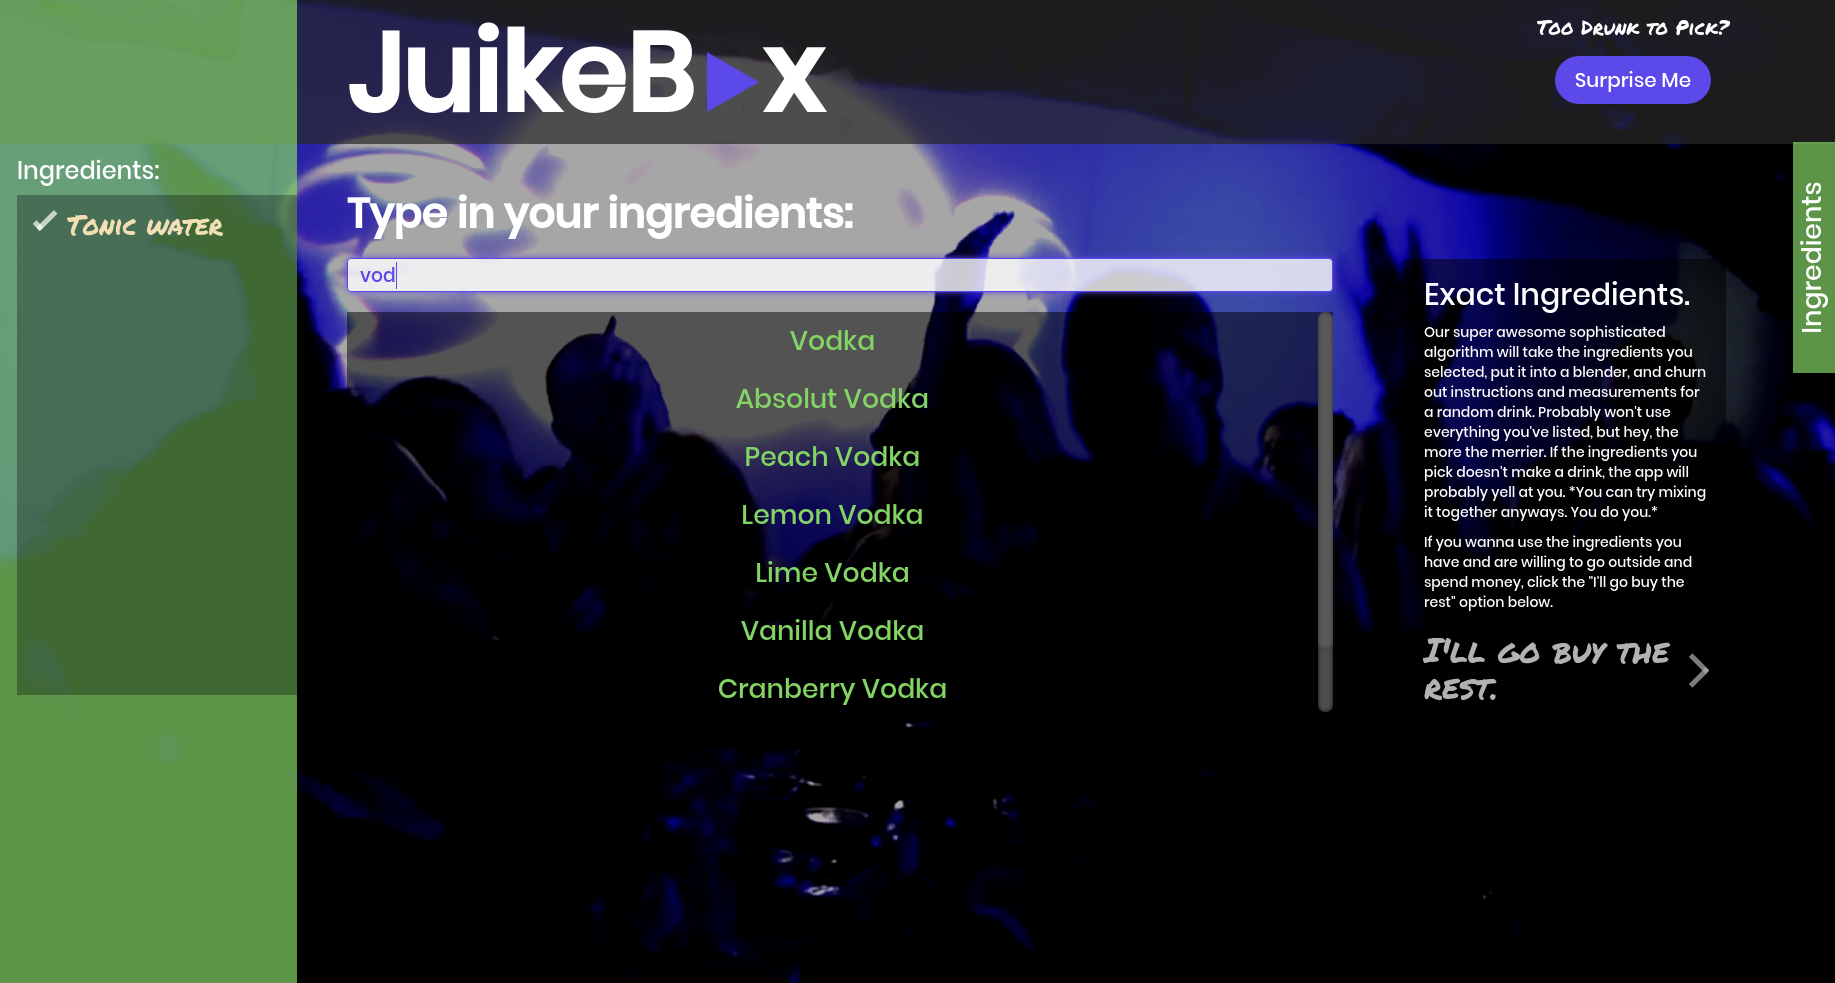 JuikeBx
Too Drunk to Pick?
Surprise Me
Ingredients:
Tonic water
Type in your ingredients:
vod
Vodka
Absolut Vodka
Peach Vodka
Lemon Vodka
Lime Vodka
Vanilla Vodka
Cranberry Vodka
Exact Ingredients.
Our super awesome sophisticated
algorithm will take the ingredients you
selected, put it into a blender, and churn
out instructions and measurements for
a random drink. Probably won't use
everything you've listed, but hey, the
more the merrier. If the ingredients you
pick doesn't make a drink, the app will
probably yell at you. *You can try mixing
it together anyways. You do you.*
If you wanna use the ingredients you
have and are willing to go outside and
spend money, click the "I'll go buy the
rest" option below.
I'll go buy the
rest.
Ingredients